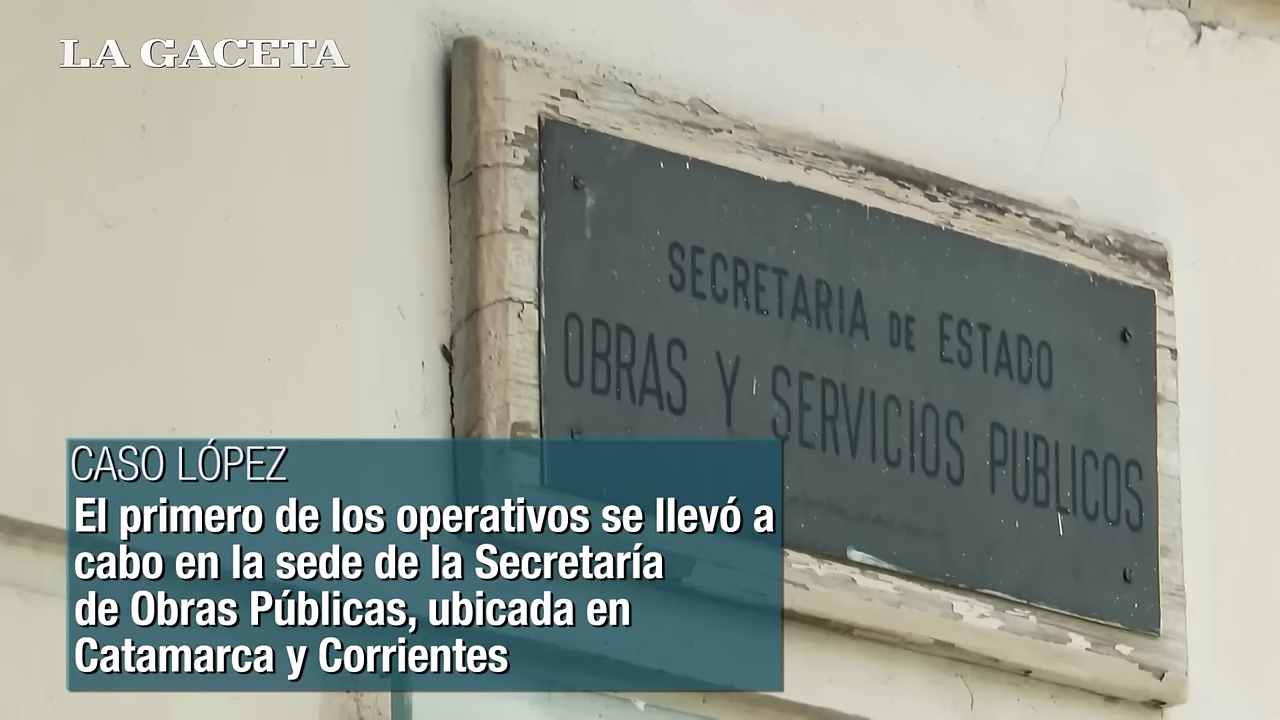 LA GACETA
SECRETARIA DE ESTADO
OBRAS Y SERVICIOS PUBLICOS
CASO LÓPEZ
El primero de los operativos se llevó a
cabo en la sede de la Secretaría
de Obras Públicas, ubicada en
Catamarca y Corrientes